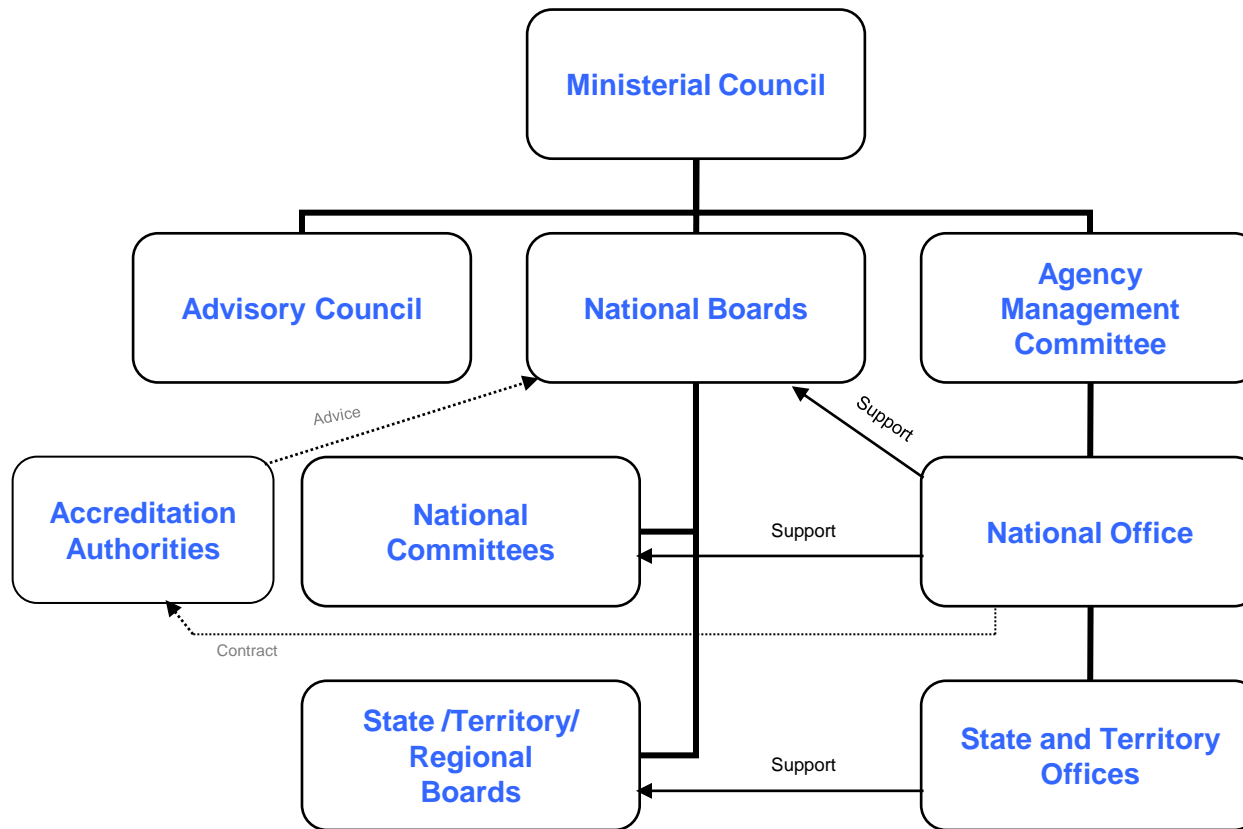 Ministerial Council
Advisory Council
National Boards
Agency
Management
Committee
Advice
Support
Accreditation
Authorities
National
Committees
Support
National Office
Contract
State /Territory/
Regional
Boards
Support
State and Territory
Offices